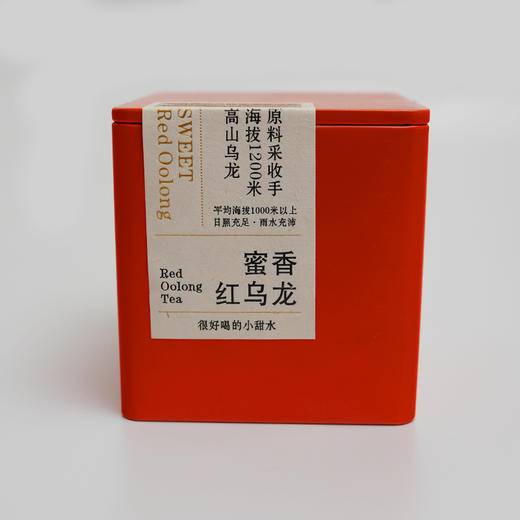 SWEET
Red Oolong
原料采收手
海拔1200米
高山乌龙
平均海拔1000米以上
日照充足·雨水充沛
Red
Oolong
Tea
蜜香
红乌龙
很好喝的小甜水